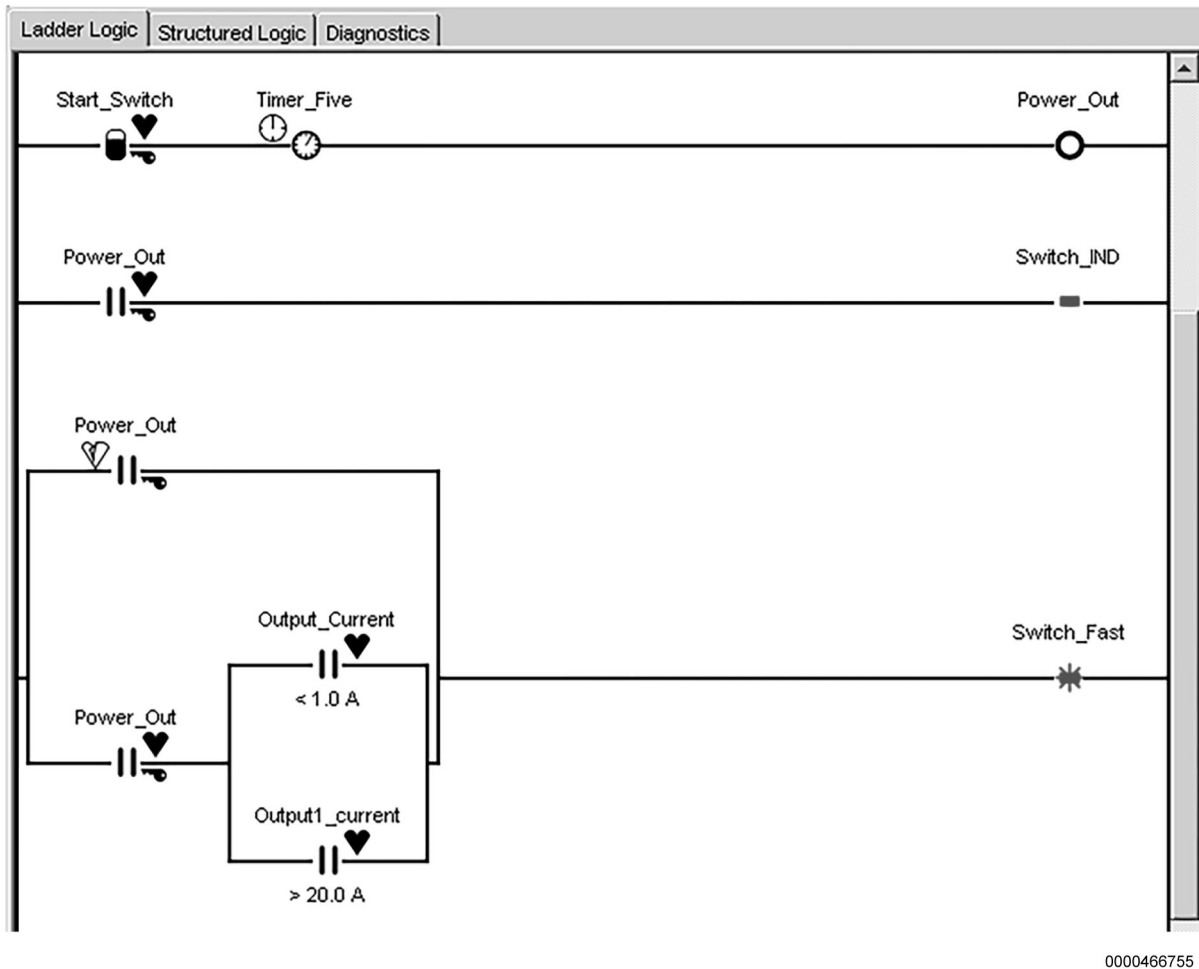 Ladder Logic Structured Logic Diagnostics
Start_Switch Timer_Five Power_Out
Power_Out Switch_IND
Power_Out
Output_Current
Switch_Fast
< 1.0 A
Power_Out
Output1_current
> 20.0 A
0000466755